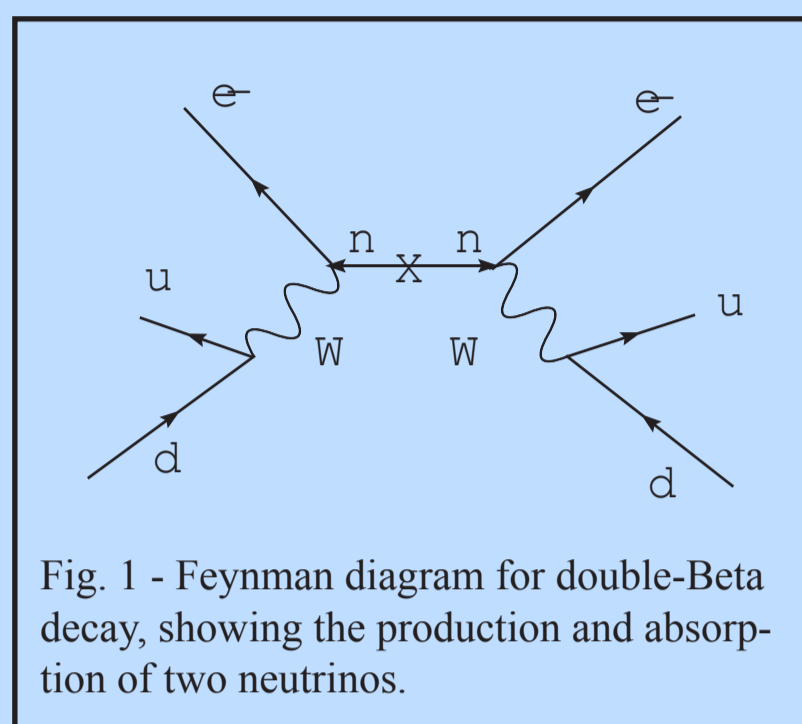 e- e-
n n
X
u
u
W W
d
d
Fig. 1 - Feynman diagram for double-Beta
decay, showing the production and absorp-
tion of two neutrinos.